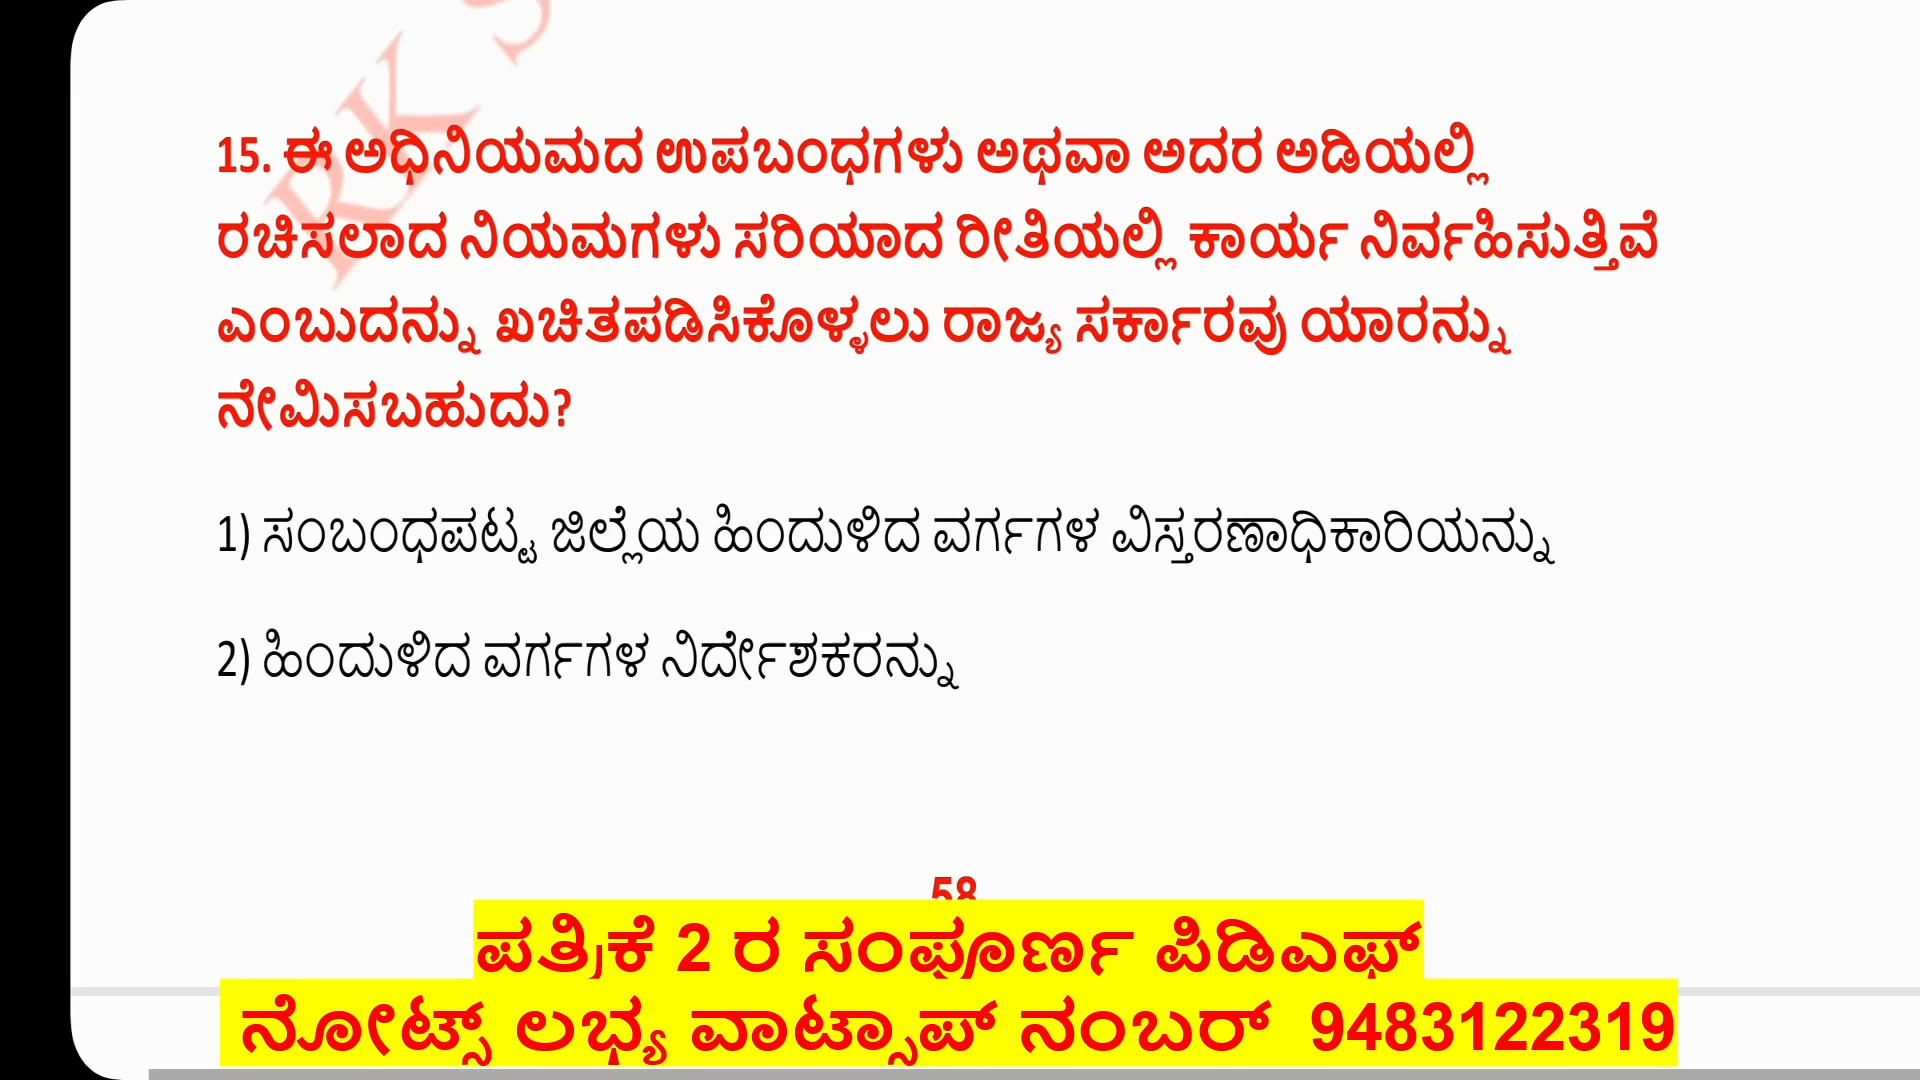 RK S
15. ಈ ಅಧಿನಿಯಮದ ಉಪಬಂಧಗಳು ಅಥವಾ ಅದರ ಅಡಿಯಲ್ಲಿ
ರಚಿಸಲಾದ ನಿಯಮಗಳು ಸರಿಯಾದ ರೀತಿಯಲ್ಲಿ ಕಾರ್ಯ ನಿರ್ವಹಿಸುತ್ತಿವೆ
ಎಂಬುದನ್ನು ಖಚಿತಪಡಿಸಿಕೊಳ್ಳಲು ರಾಜ್ಯ ಸರ್ಕಾರವು ಯಾರನ್ನು
ನೇಮಿಸಬಹುದು?
1) ಸಂಬಂಧಪಟ್ಟ ಜಿಲ್ಲೆಯ ಹಿಂದುಳಿದ ವರ್ಗಗಳ ವಿಸ್ತರಣಾಧಿಕಾರಿಯನ್ನು
2) ಹಿಂದುಳಿದ ವರ್ಗಗಳ ನಿರ್ದೇಶಕರನ್ನು
58
ಪತ್ರಿಕೆ 2 ರ ಸಂಪೂರ್ಣ ಪಿಡಿಎಫ್
ನೋಟ್ಸ್ ಲಭ್ಯ ವಾಟ್ಸಾಪ್ ನಂಬರ್ 9483122319